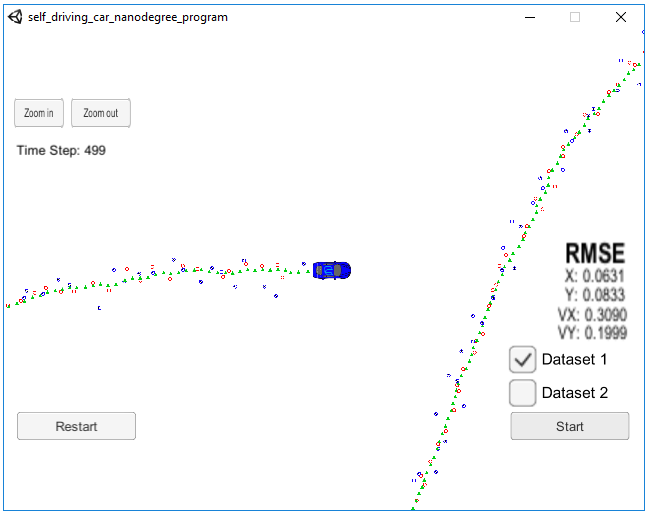 self_driving_car_nanodegree_program
Zoom in
Zoom out
Time Step: 499
RMSE
X: 0.0631
Y: 0.0833
VX: 0.3090
VY: 0.1999
Dataset 1
Dataset 2
Restart
Start